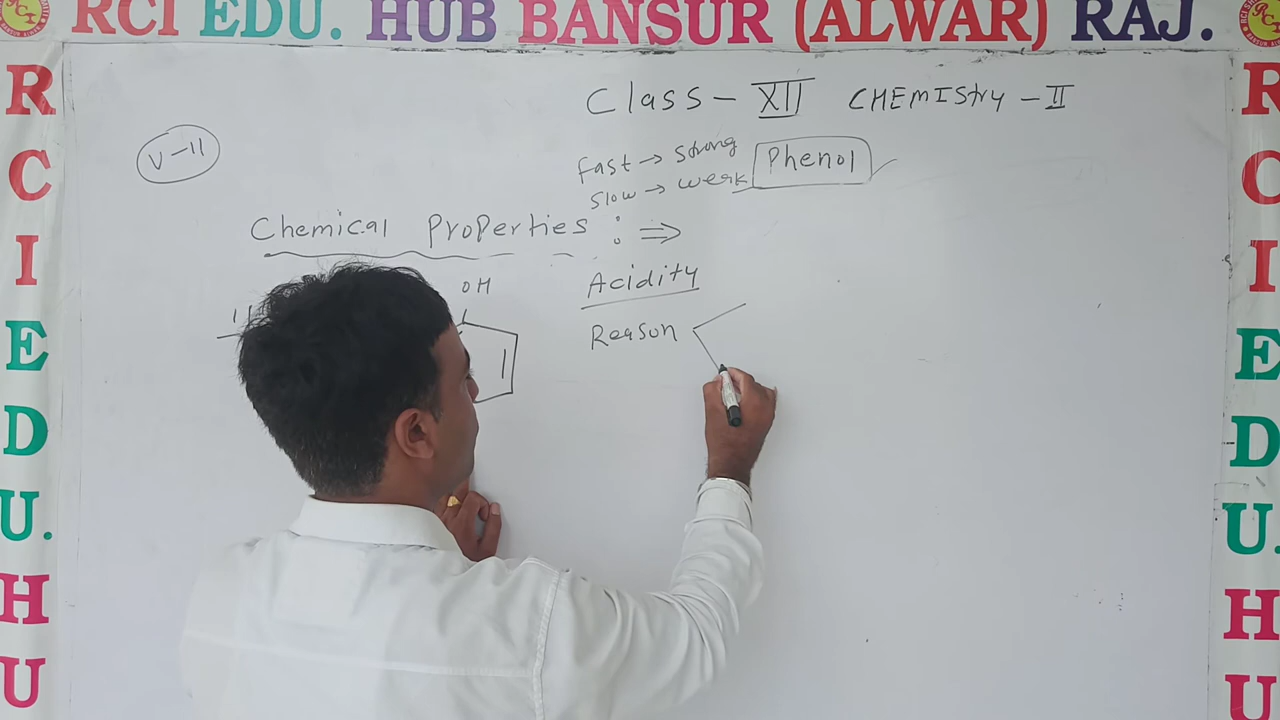 RCI EDU. HUB BANSUR (ALWAR) RAJ.
R
C
I
E
D
U.
H
U
Class - XII CHEMIStry - II
V-11
Fast → Strong
Slow → weak
Phenol
Chemical Properties : ⇒
Acidity
OH
Reason
R
C
I
E
D
U.
H
U